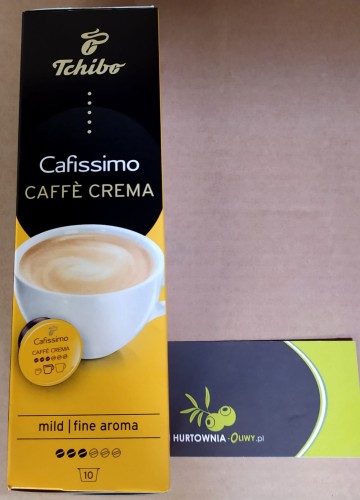 Tchibo
Cafissimo
CAFFÈ CREMA
Cafissimo
CAFFÈ CREMA
mild | fine aroma
10
HURTOWNIA-OLIWY.pl